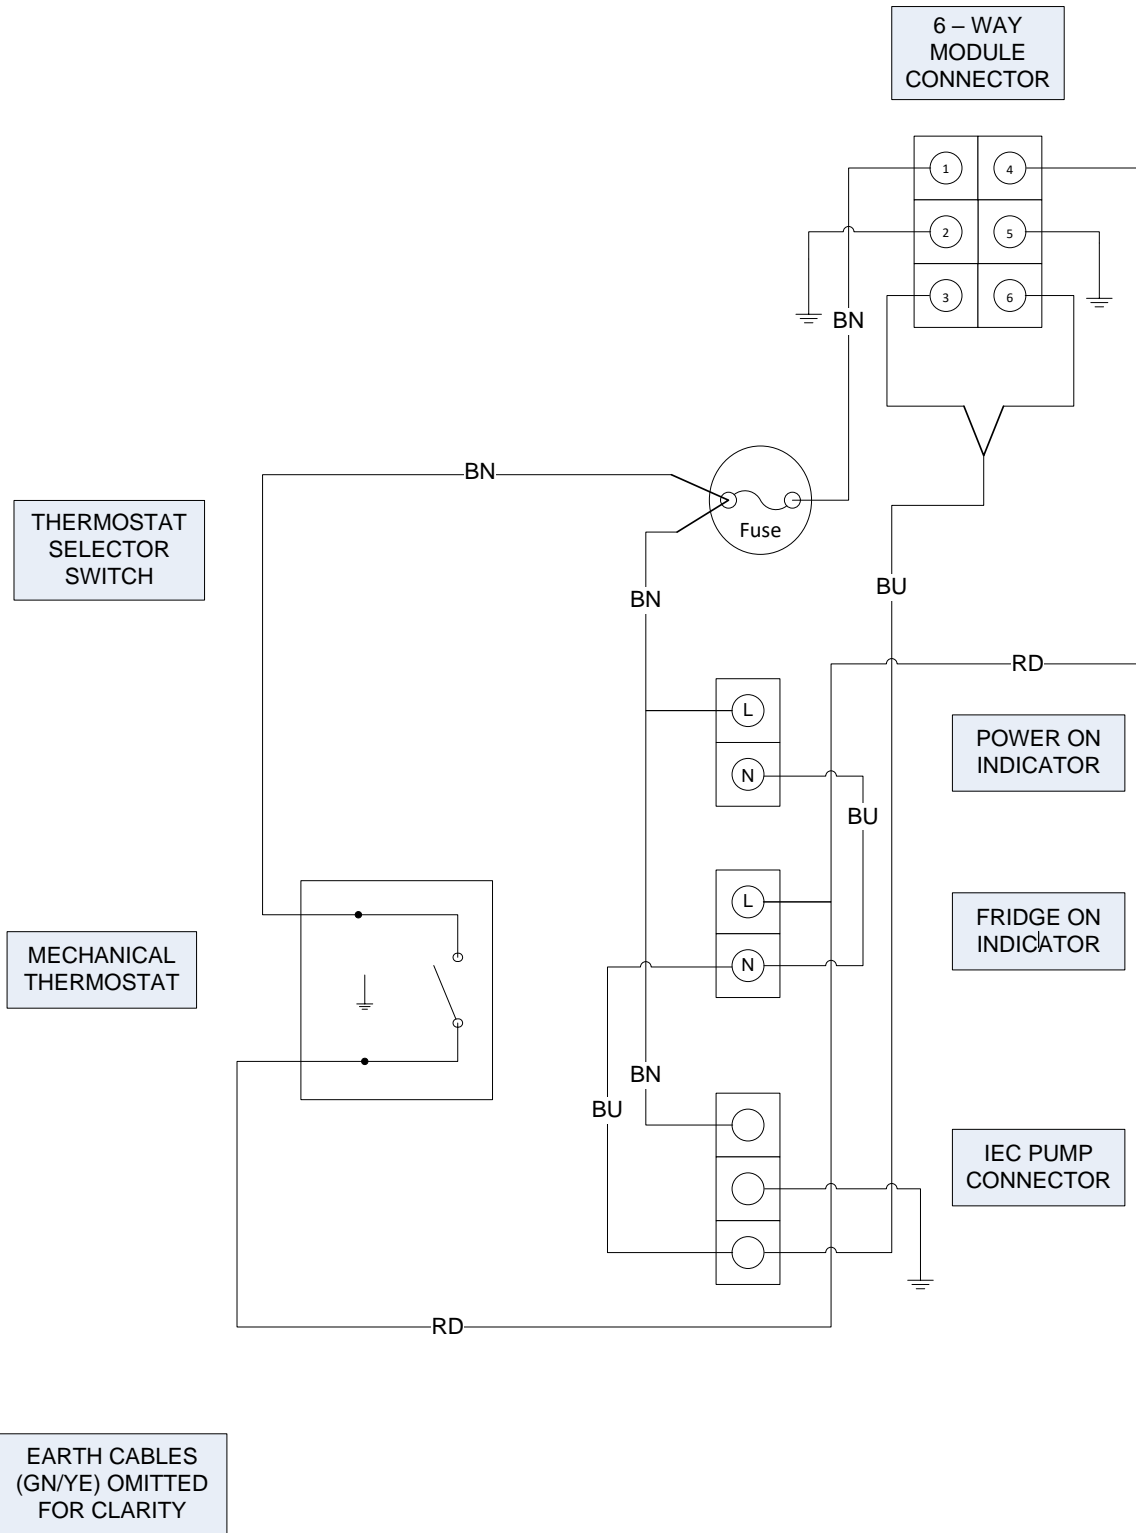 6 – WAY
MODULE
CONNECTOR
1
4
2
5
3
6
BN
BN
Fuse
THERMOSTAT
SELECTOR
SWITCH
BN
BU
RD
L
N
POWER ON
INDICATOR
BU
L
N
FRIDGE ON
INDICATOR
MECHANICAL
THERMOSTAT
BN
BU
IEC PUMP
CONNECTOR
RD
EARTH CABLES
(GN/YE) OMITTED
FOR CLARITY